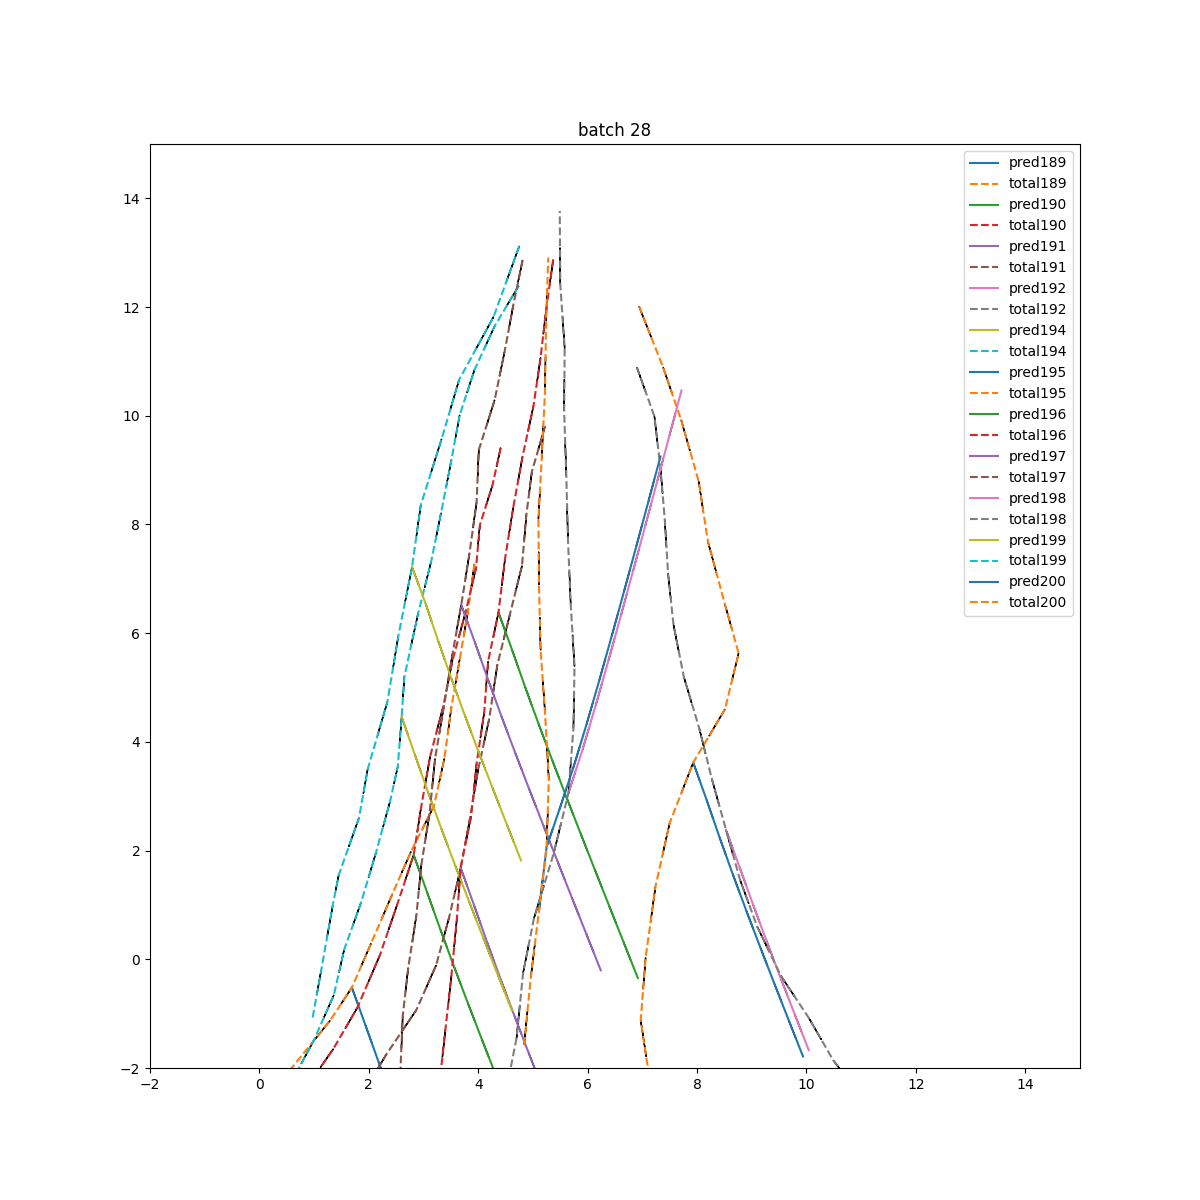 batch 28
pred189
total189
pred190
total190
pred191
total191
pred192
total192
pred194
total194
pred195
total195
pred196
total196
pred197
total197
pred198
total198
pred199
total199
pred200
total200
14
12
10
8
6
4
2
0
−2
−2 0 2 4 6 8 10 12 14